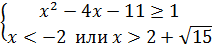 x² − 4x − 11 ≥ 1
x < −2 или x > 2 + √15